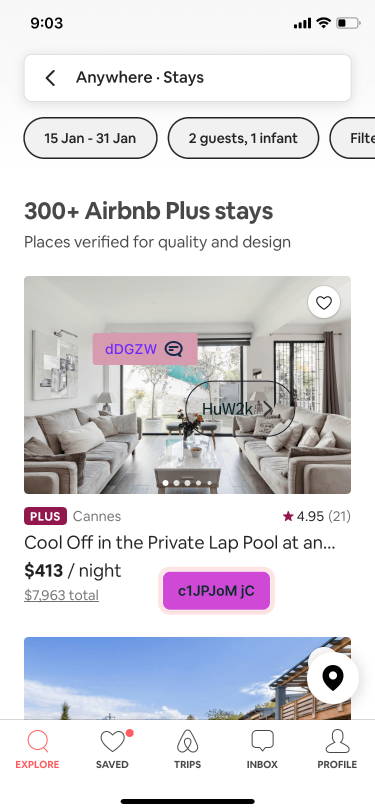 9:03
Anywhere · Stays
15 Jan - 31 Jan
2 guests, 1 infant
Filte
300+ Airbnb Plus stays
Places verified for quality and design
dDGZW
HuW2k
PLUS Cannes 4.95 (21)
Cool Off in the Private Lap Pool at an...
$413 / night
$7,963 total
c1JPJoM jC
EXPLORE SAVED TRIPS INBOX PROFILE